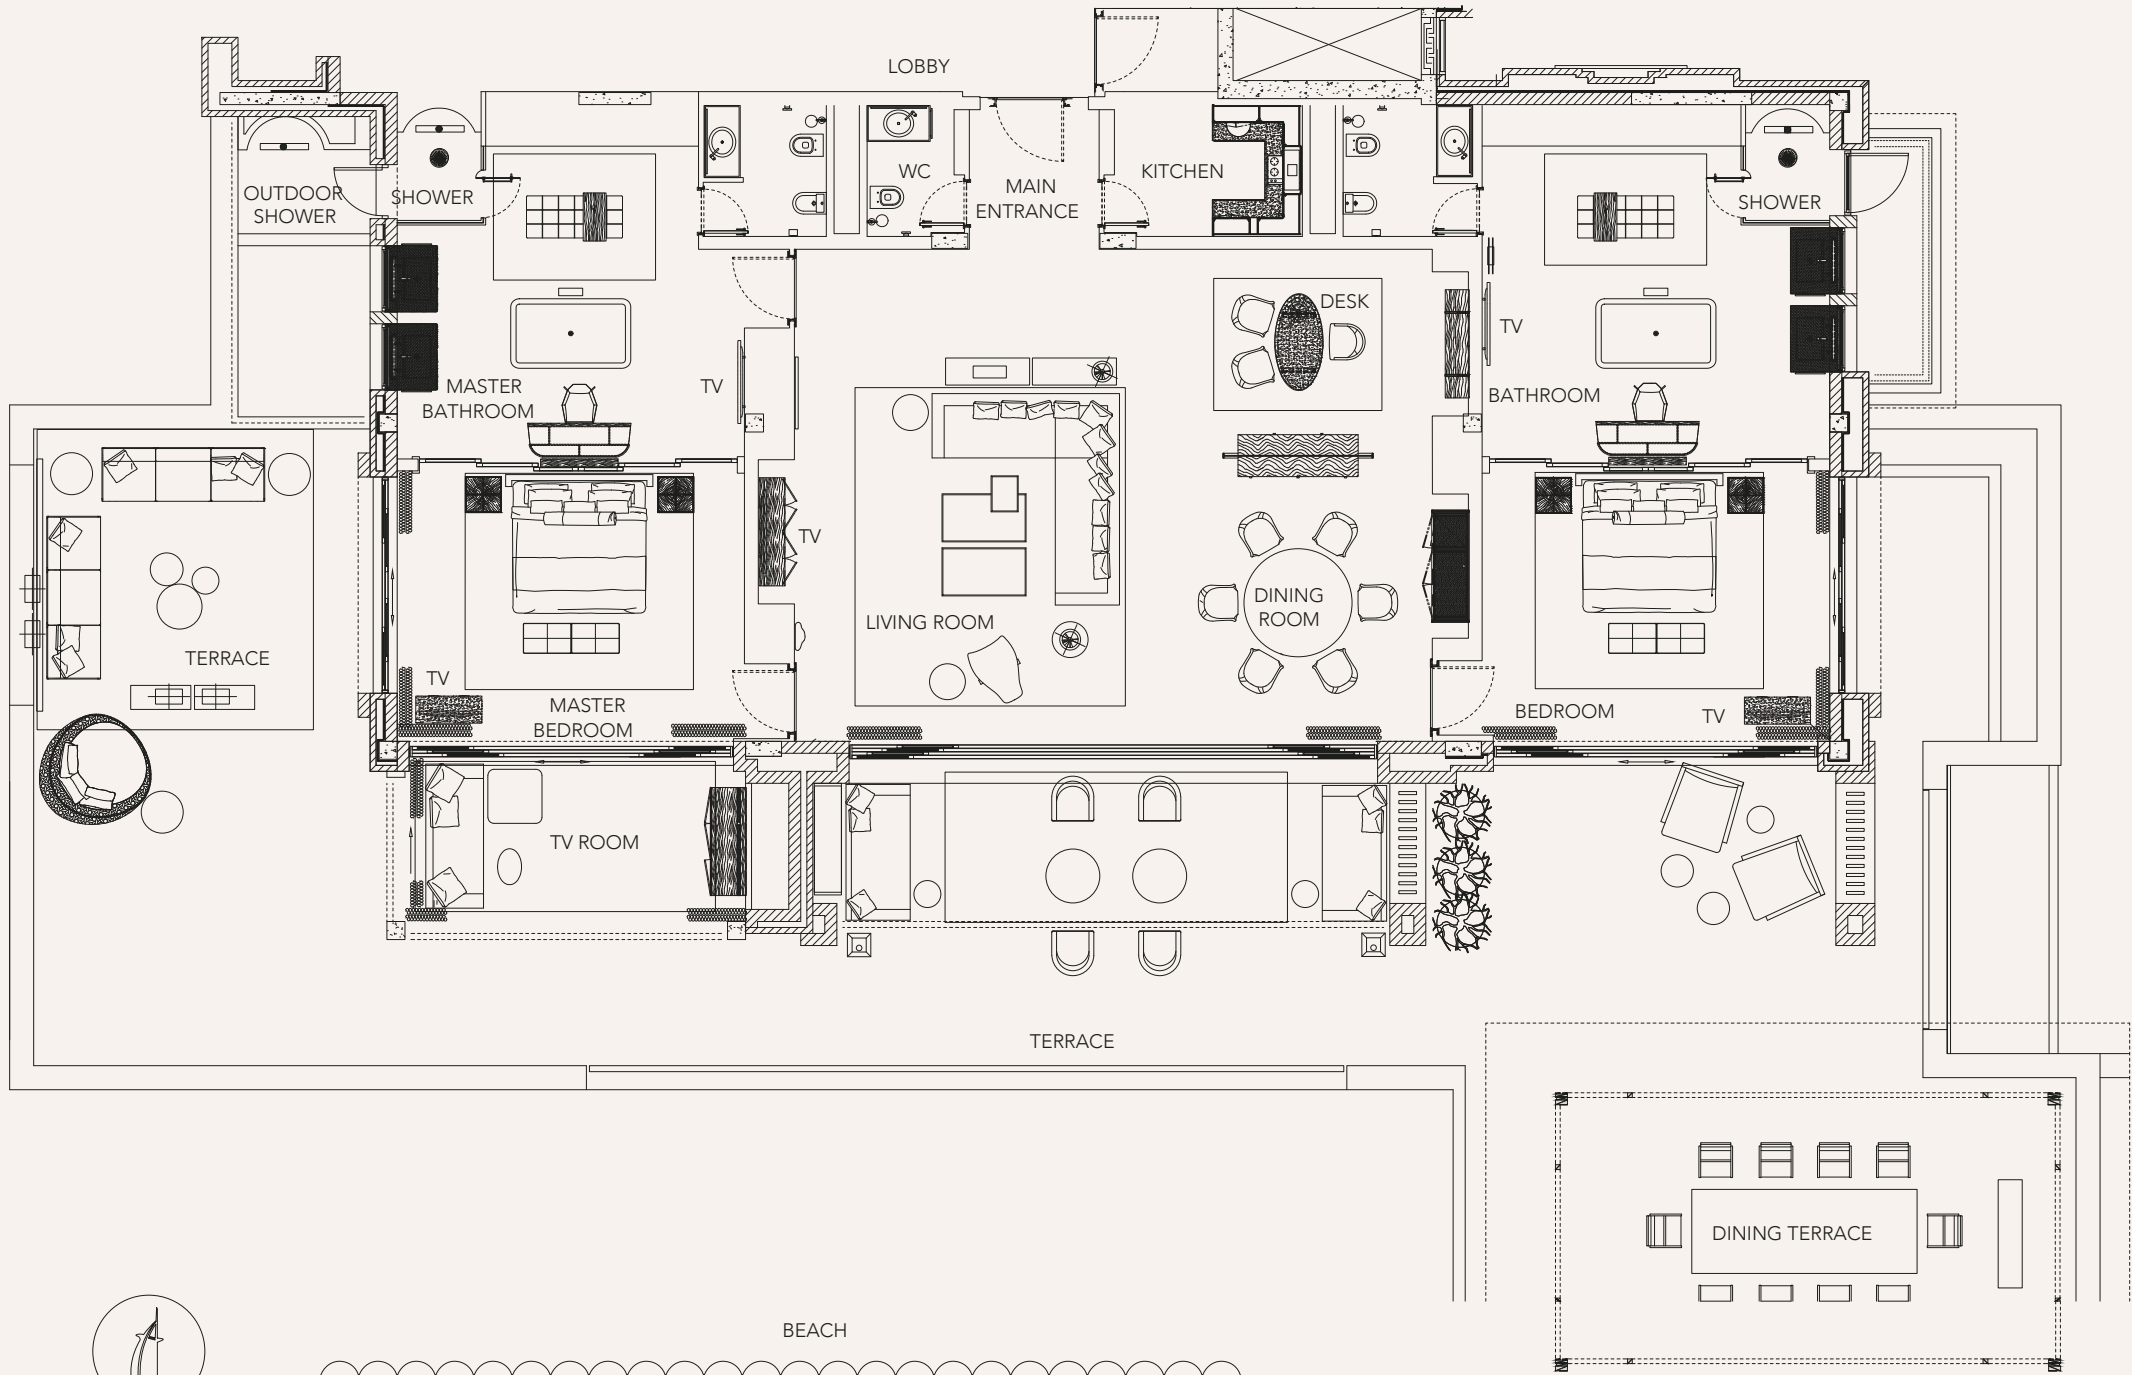 LOBBY
OUTDOOR
SHOWER
SHOWER
WC
MAIN
ENTRANCE
KITCHEN
SHOWER
DESK
TV
TV
MASTER
BATHROOM
BATHROOM
TV
DINING
ROOM
LIVING ROOM
TERRACE
TV
MASTER
BEDROOM
BEDROOM
TV
TV ROOM
TERRACE
DINING TERRACE
BEACH